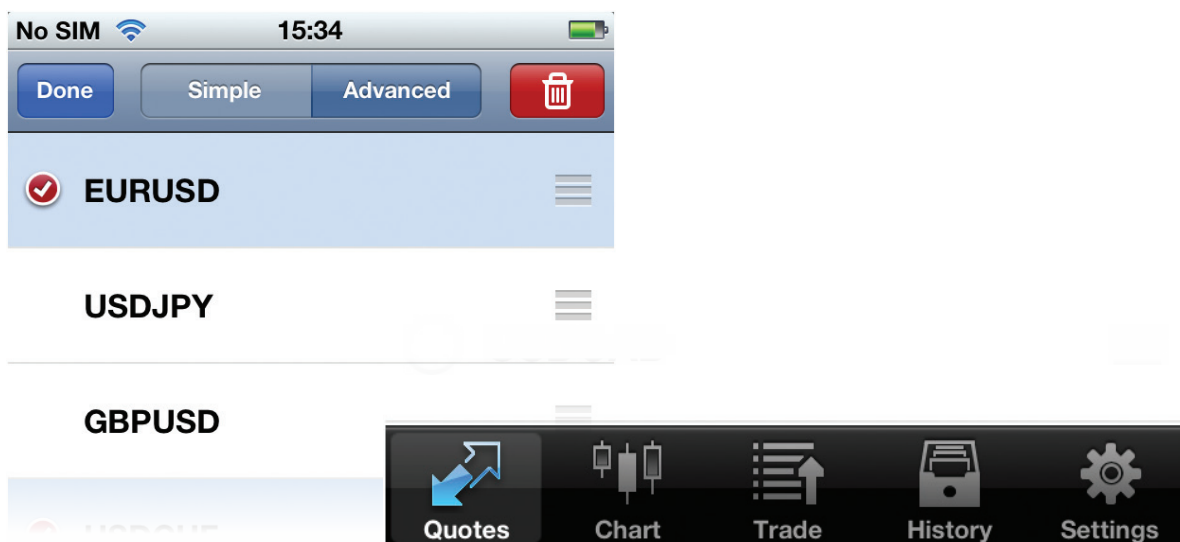 No SIM 15:34
Done Simple Advanced
EURUSD
USDJPY
GBPUSD
Quotes Chart Trade History Settings